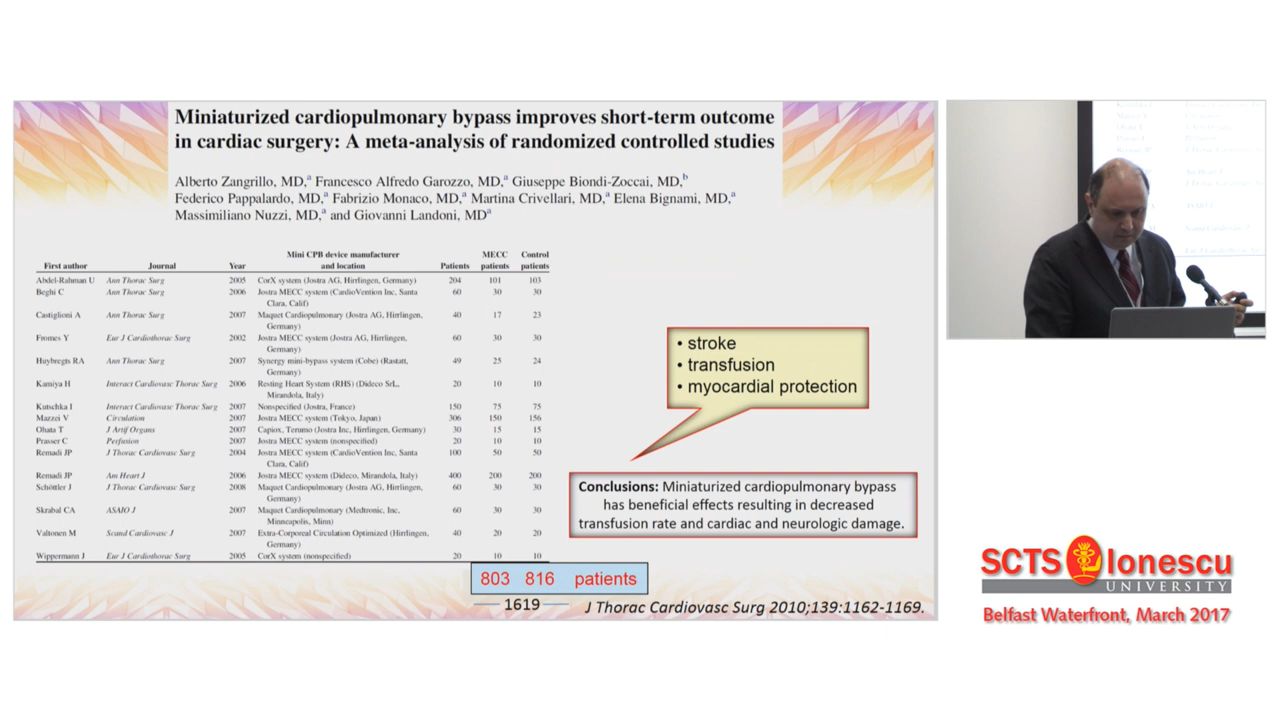 Miniaturized cardiopulmonary bypass improves short-term outcome
in cardiac surgery: A meta-analysis of randomized controlled studies
Alberto Zangrillo, MD,a Francesco Alfredo Garozzo, MD,a Giuseppe Biondi-Zoccai, MD,b
Federico Pappalardo, MD,a Fabrizio Monaco, MD,a Martina Crivellari, MD,a Elena Bignami, MD,a
Massimiliano Nuzzi, MD,a and Giovanni Landoni, MDa
Mini CPB device manufacturer MECC Control
First author Journal Year and location Patients patients patients
Abdel-Rahman U Ann Thorac Surg 2005 CorX system (Jostra AG, Hirrlingen, Germany) 204 101 103
Beghi C Ann Thorac Surg 2006 Jostra MECC system (CardioVention Inc, Santa 60 30 30
Clara, Calif)
Castiglioni A Ann Thorac Surg 2007 Maquet Cardiopulmonary (Jostra AG, Hirrlingen, 40 17 23
Germany)
Fromes Y Eur J Cardiothorac Surg 2002 Jostra MECC system (Jostra AG, Hirrlingen, 60 30 30
Germany)
Huybregts RA Ann Thorac Surg 2007 Synergy mini-bypass system (Cobe) (Rastatt, 49 25 24
Germany)
Kamiya H Interact Cardiovasc Thorac Surg 2006 Resting Heart System (RHS) (Dideco SrL, 20 10 10
Mirandola, Italy)
Kutschka I Interact Cardiovasc Thorac Surg 2007 Nonspecified (Jostra, France) 150 75 75
Mazzei V Circulation 2007 Jostra MECC system (Tokyo, Japan) 306 150 156
Ohata T J Artif Organs 2007 Capiox, Terumo (Jostra Inc, Hirrlingen, Germany) 30 15 15
Prasser C Perfusion 2007 Jostra MECC system (nonspecified) 20 10 10
Remadi JP J Thorac Cardiovasc Surg 2004 Jostra MECC system (CardioVention Inc, Santa 100 50 50
Clara, Calif)
Remadi JP Am Heart J 2006 Jostra MECC system (Dideco, Mirandola, Italy) 400 200 200
Schöttler J J Thorac Cardiovasc Surg 2008 Maquet Cardiopulmonary (Jostra AG, Hirrlingen, 60 30 30
Germany)
Skrabal CA ASAIO J 2007 Maquet Cardiopulmonary (Medtronic, Inc, 60 30 30
Minneapolis, Minn)
Valtonen M Scand Cardiovasc J 2007 Extra-Corporeal Circulation Optimized (Hirrlingen, 40 20 20
Germany)
Wippermann J Eur J Cardiothorac Surg 2005 CorX system (nonspecified) 20 10 10
803 816 patients
1619
• stroke
• transfusion
• myocardial protection
Conclusions: Miniaturized cardiopulmonary bypass
has beneficial effects resulting in decreased
transfusion rate and cardiac and neurologic damage.
J Thorac Cardiovasc Surg 2010;139:1162-1169.
SCTS Ionescu
UNIVERSITY
Belfast Waterfront, March 2017